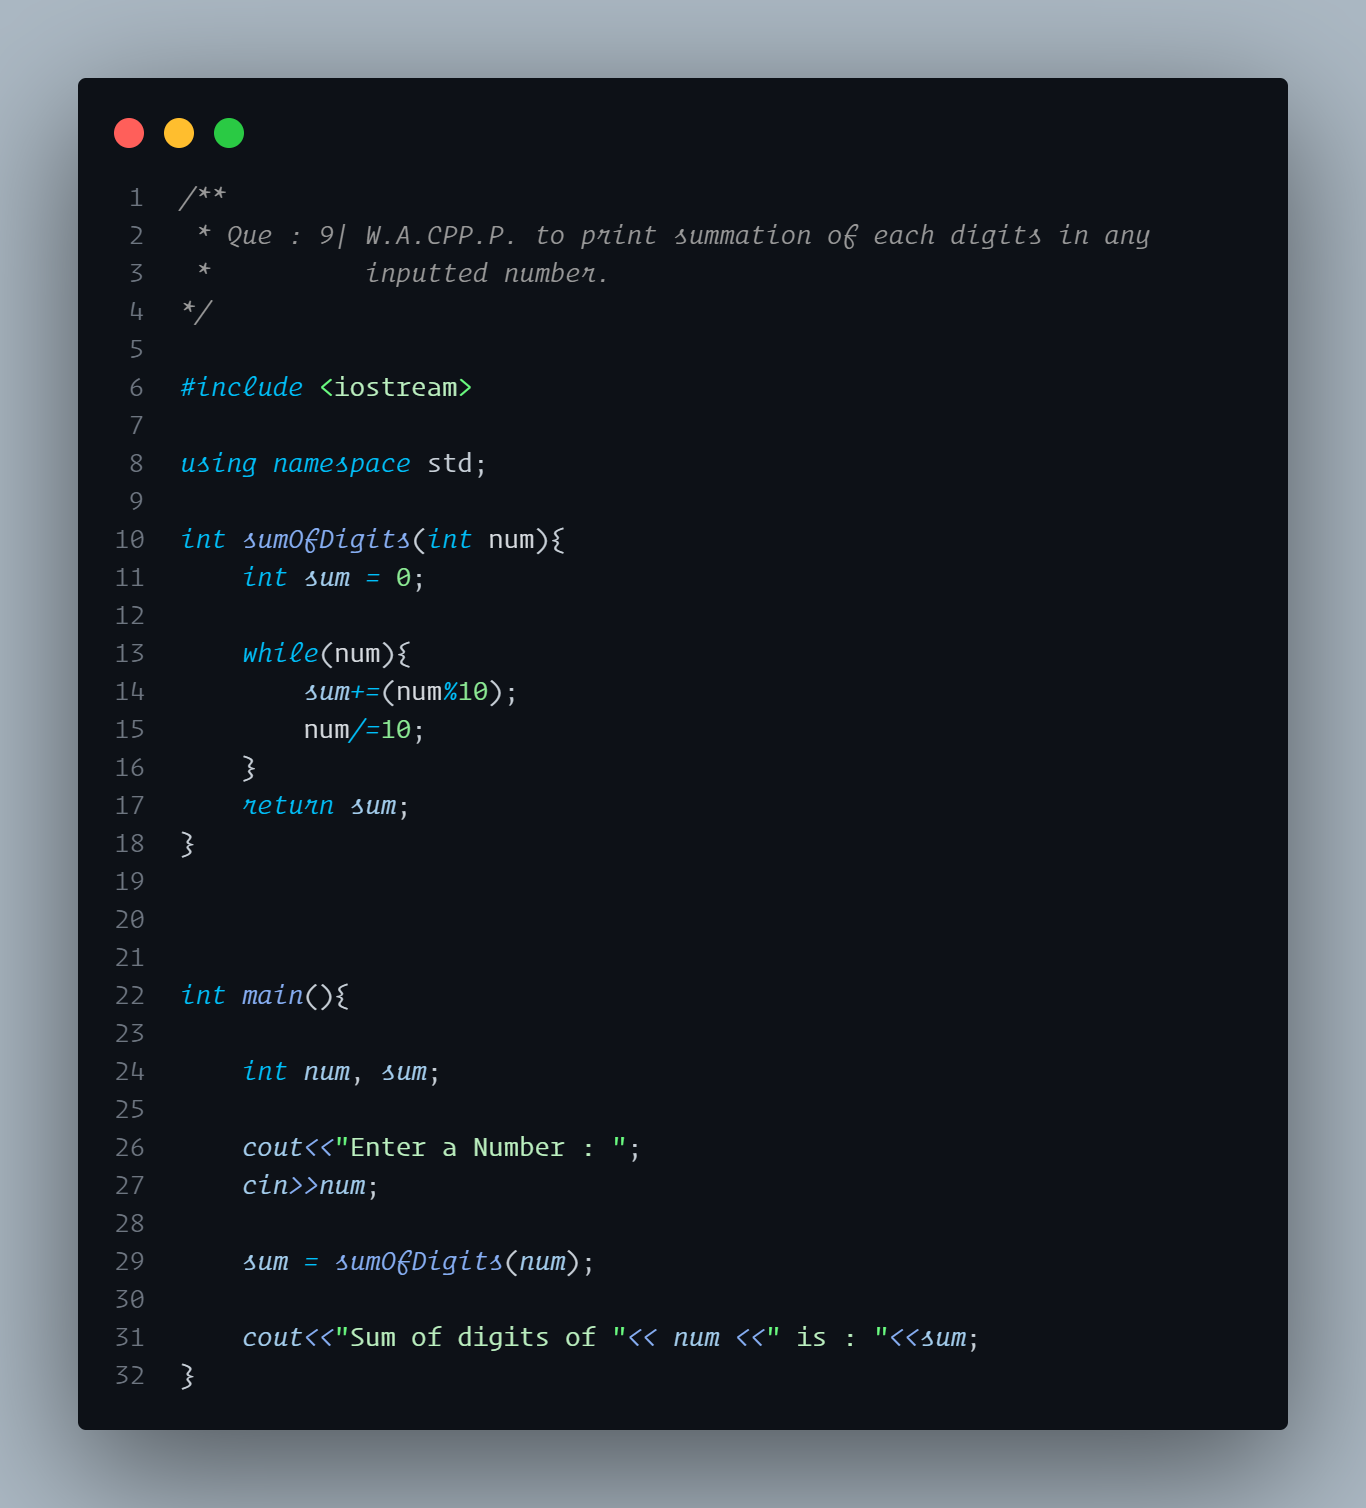 1 /**
2  * Que : 9| W.A.CPP.P. to print summation of each digits in any
3  *          inputted number.
4 */
5
6 #include <iostream>
7
8 using namespace std;
9
10 int sumOfDigits(int num){
11     int sum = 0;
12
13     while(num){
14         sum+=(num%10);
15         num/=10;
16     }
17     return sum;
18 }
19
20
21
22 int main(){
23
24     int num, sum;
25
26     cout<<"Enter a Number : ";
27     cin>>num;
28
29     sum = sumOfDigits(num);
30
31     cout<<"Sum of digits of "<< num <<" is : "<<sum;
32 }